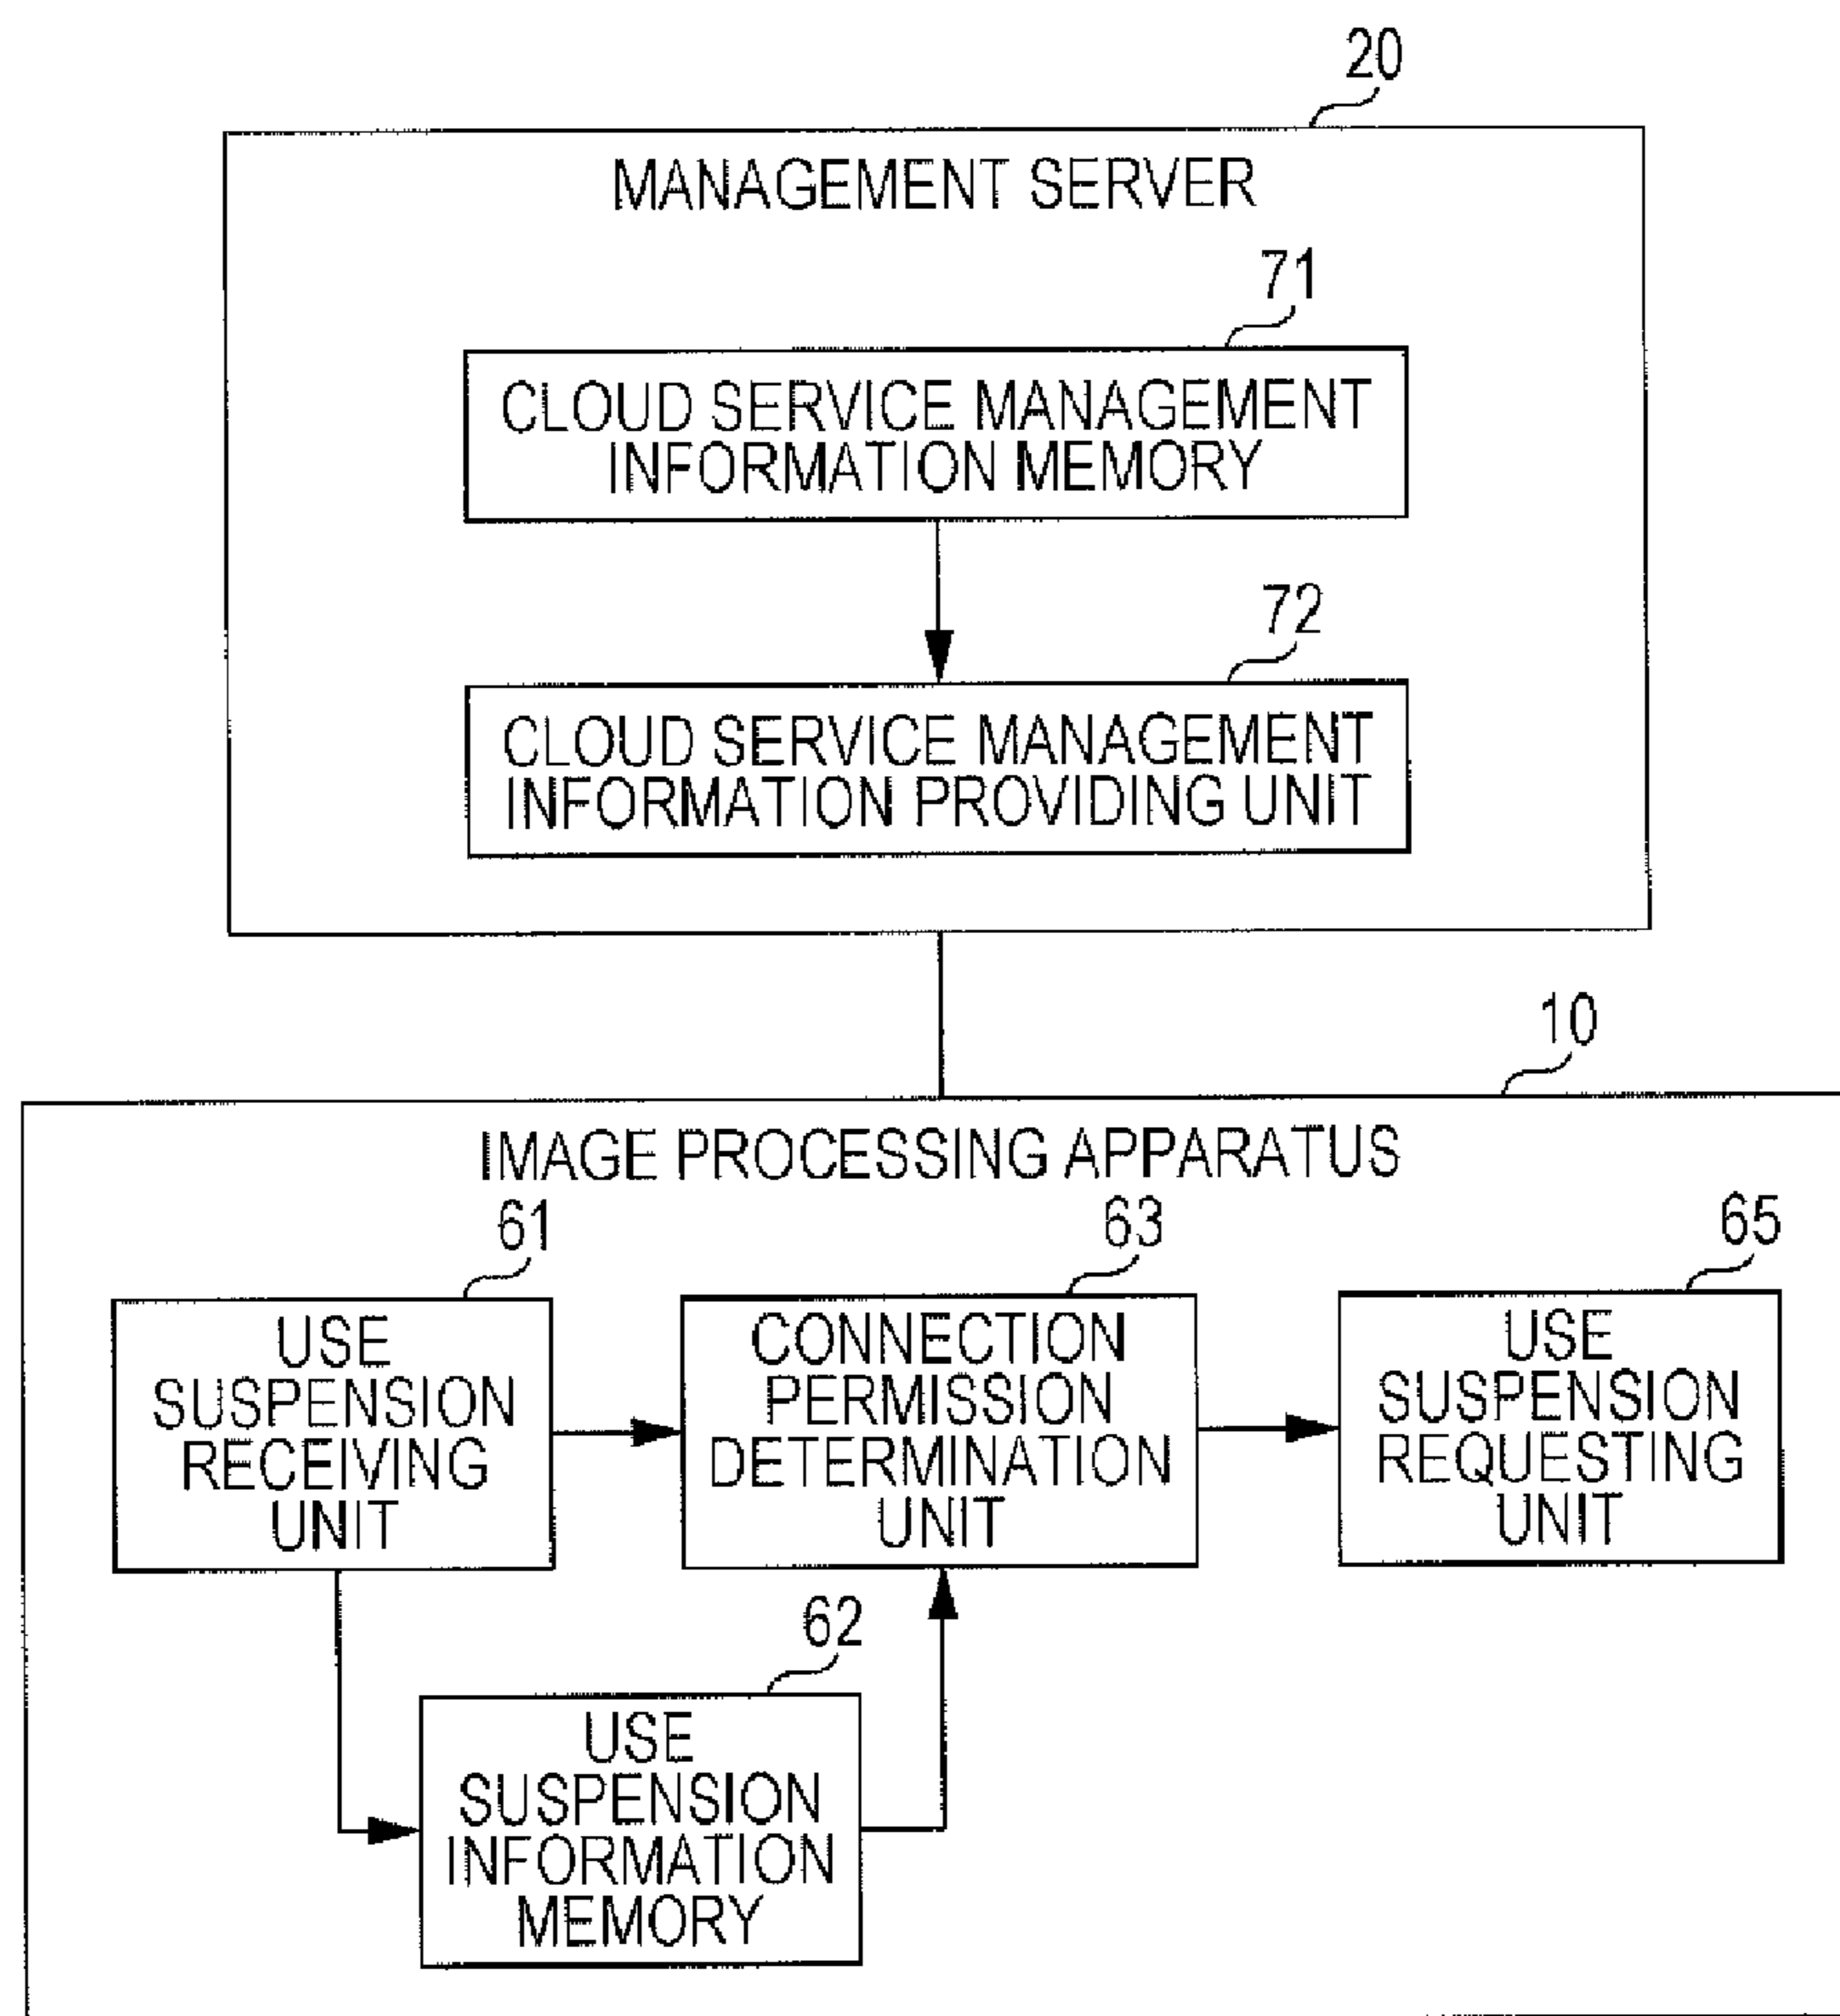 20
MANAGEMENT SERVER
71
CLOUD SERVICE MANAGEMENT
INFORMATION MEMORY
72
CLOUD SERVICE MANAGEMENT
INFORMATION PROVIDING UNIT
10
IMAGE PROCESSING APPARATUS
61
USE
SUSPENSION
RECEIVING
UNIT
63
CONNECTION
PERMISSION
DETERMINATION
UNIT
65
USE
SUSPENSION
REQUESTING
UNIT
62
USE
SUSPENSION
INFORMATION
MEMORY